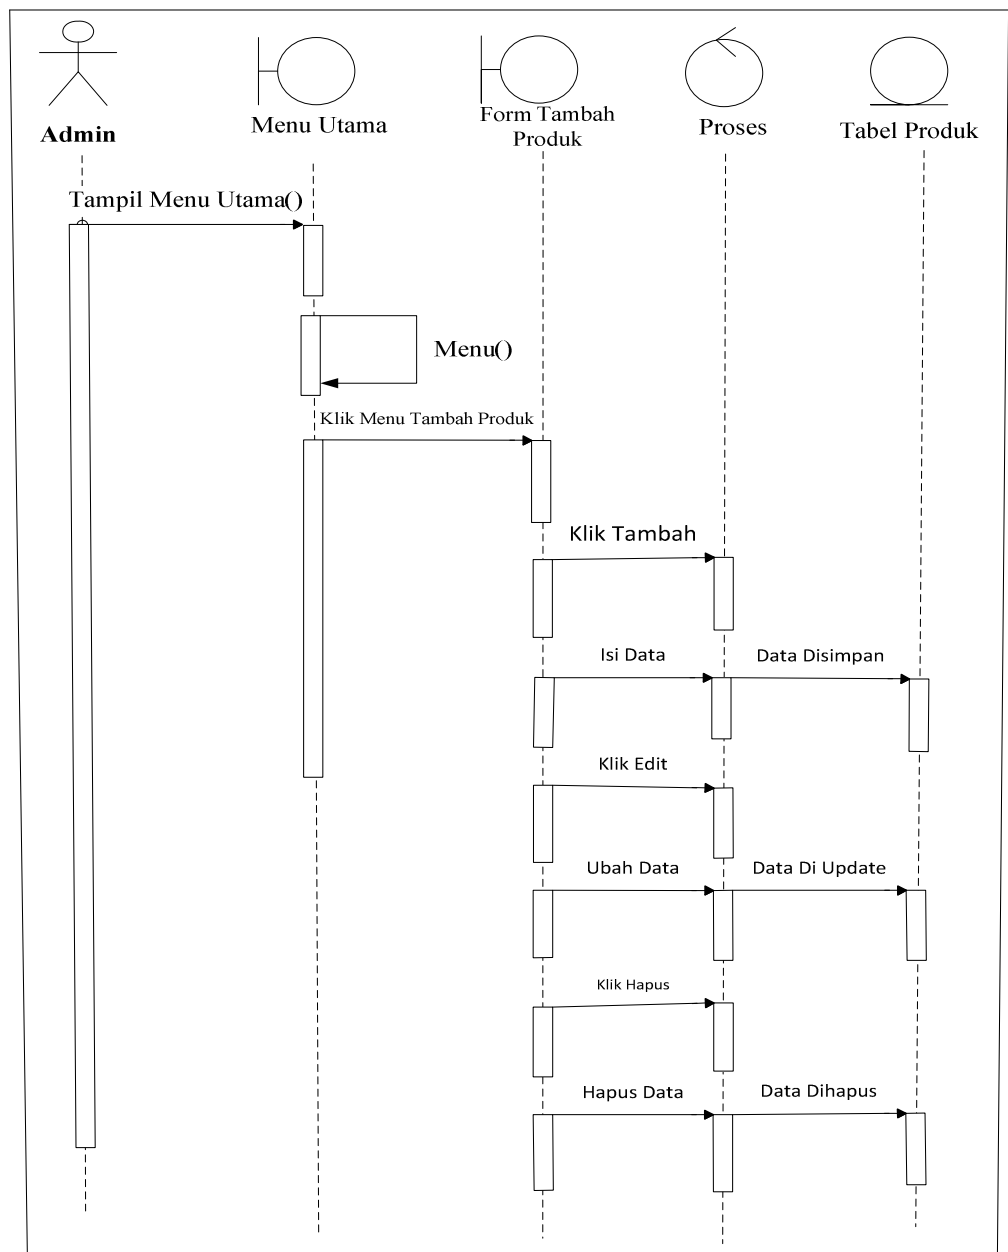 Admin
Menu Utama
Form Tambah
Produk
Proses
Tabel Produk
Tampil Menu Utama()
Menu()
Klik Menu Tambah Produk
Klik Tambah
Isi Data
Data Disimpan
Klik Edit
Ubah Data
Data Di Update
Klik Hapus
Hapus Data
Data Dihapus